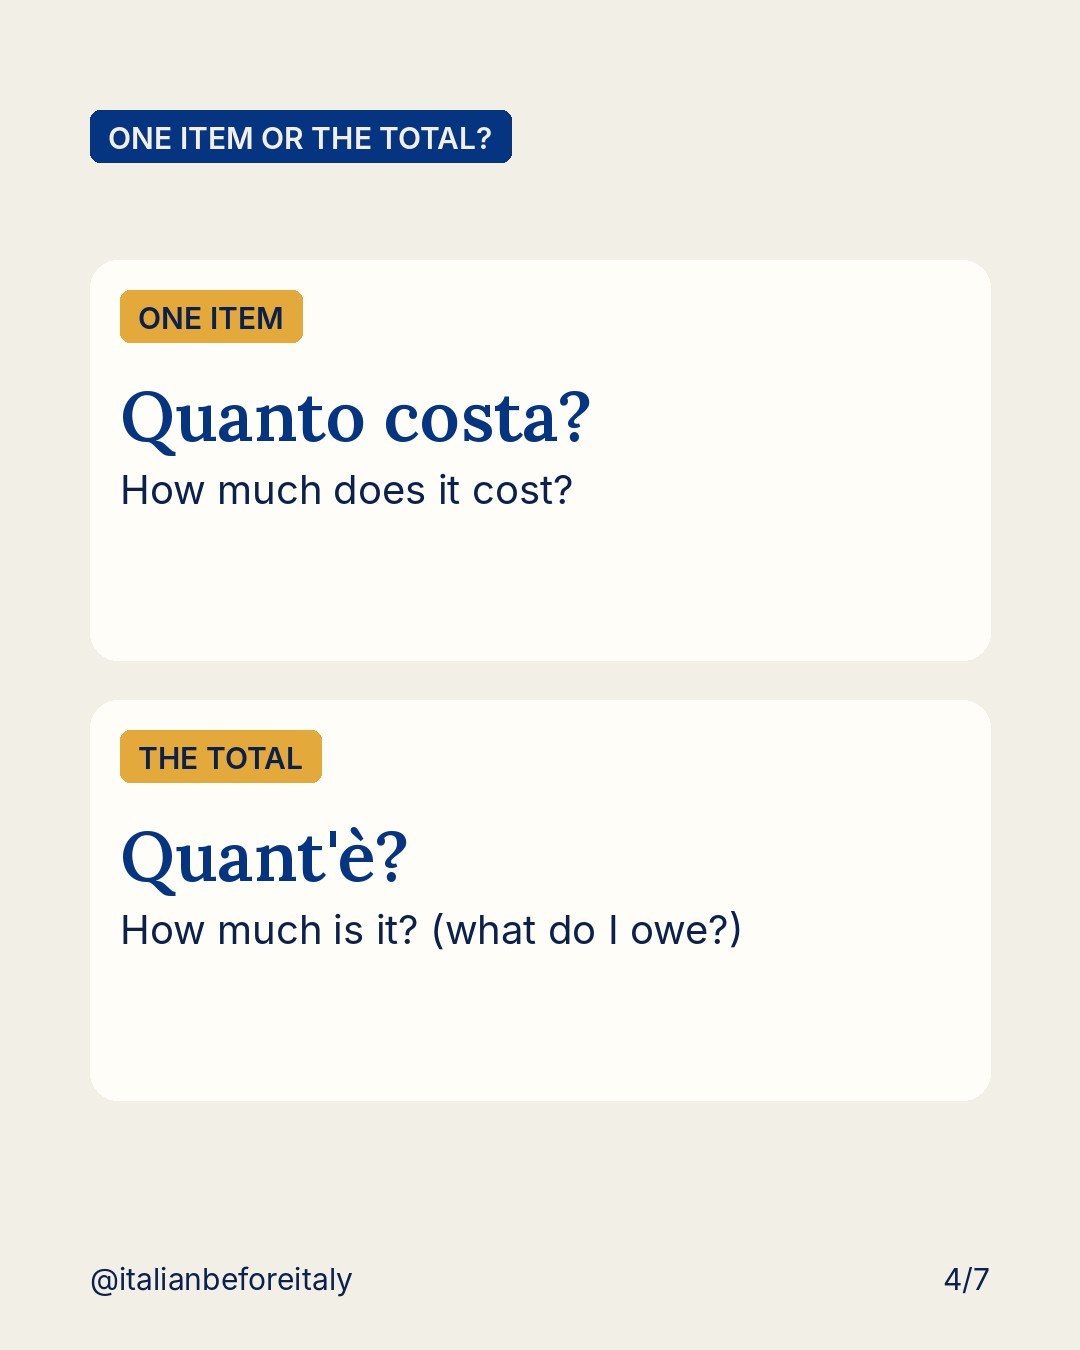 ONE ITEM OR THE TOTAL?
ONE ITEM
Quanto costa?
How much does it cost?
THE TOTAL
Quant'è?
How much is it? (what do I owe?)
@italianbeforeitaly
4/7